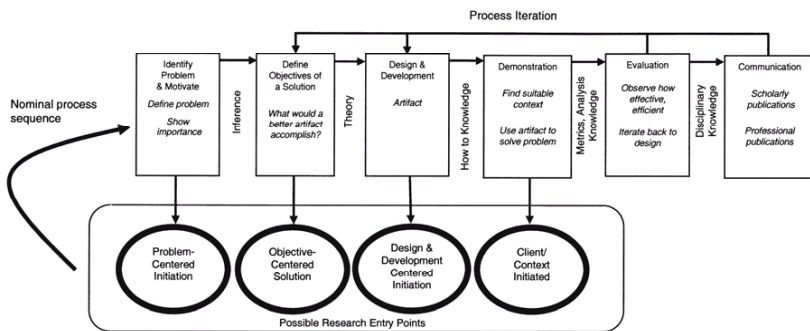 Process Iteration
Nominal process
sequence
Identify
Problem
& Motivate
Define problem
Show
importance
Inference
Define
Objectives of
a Solution
What would a
better artifact
accomplish?
Theory
Design &
Development
Artifact
How to Knowledge
Demonstration
Find suitable
context
Use artifact to
solve problem
Metrics, Analysis
Knowledge
Evaluation
Observe how
effective,
efficient
Iterate back to
design
Disciplinary
Knowledge
Communication
Scholarly
publications
Professional
publications
Problem-
Centered
Initiation
Objective-
Centered
Solution
Design &
Development
Centered
Initiation
Client/
Context
Initiated
Possible Research Entry Points